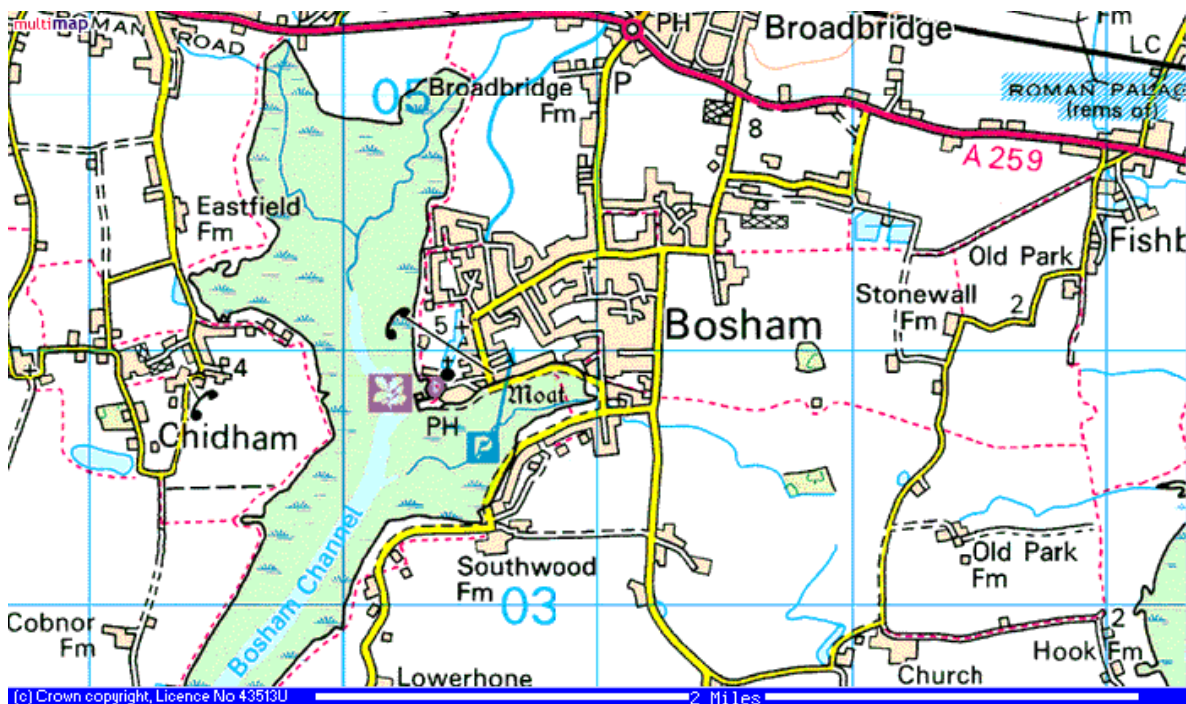 multimap
RMAN ROAD
PH
Broadbridge
Fm
LC
05
Broadbridge
Fm
P
8
ROMAN PALAC
(rems of)
A 259
Eastfield
Fm
Fishb
Old Park
Stonewall
Fm
2
5
Bosham
4
Moat
PH
P
Chidham
Bosham Channel
Southwood
Fm
03
Old Park
Fm
Cobnor
Fm
2
Hook Fm
Church
Lowerhone
(c) Crown copyright, Licence No 43513U
2 Miles